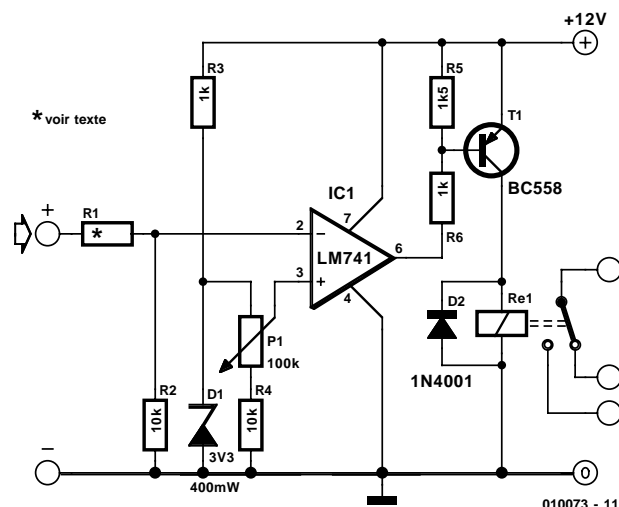 +12V
R3
1k
R5
1k5
* voir texte
T1
BC558
1k
R6
IC1
+
R1
*
2
−
7
LM741
6
3
+
4
P1
100k
D2
1N4001
Re1
R2
10k
D1
3V3
400mW
R4
10k
−
0
010073 - 11